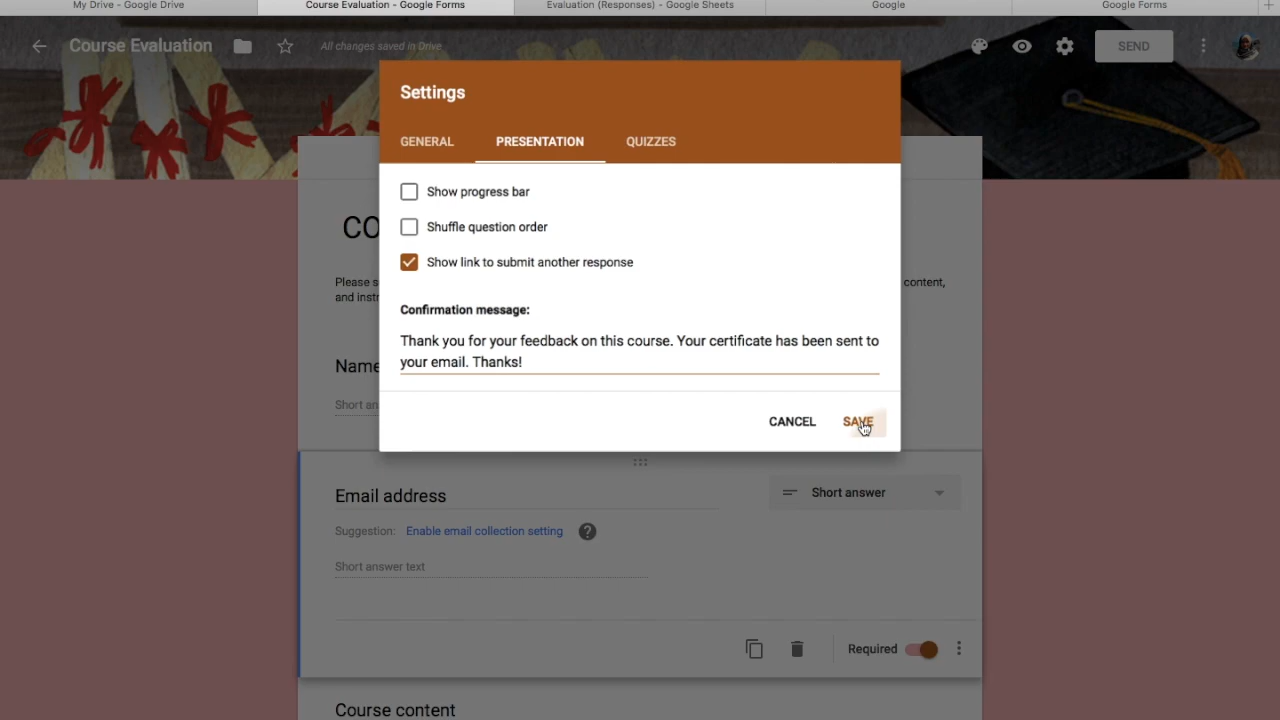 My Drive - Google Drive
Course Evaluation - Google Forms
Evaluation (Responses) - Google Sheets
Google
Google Forms
Course Evaluation
All changes saved in Drive
SEND
Settings
GENERAL
PRESENTATION
QUIZZES
Show progress bar
Shuffle question order
Show link to submit another response
Confirmation message:
Thank you for your feedback on this course. Your certificate has been sent to
your email. Thanks!
CANCEL
SAVE
CO
Please s
content,
and instr
Name
Short an
Email address
Short answer
Suggestion: Enable email collection setting
Short answer text
Required
Course content